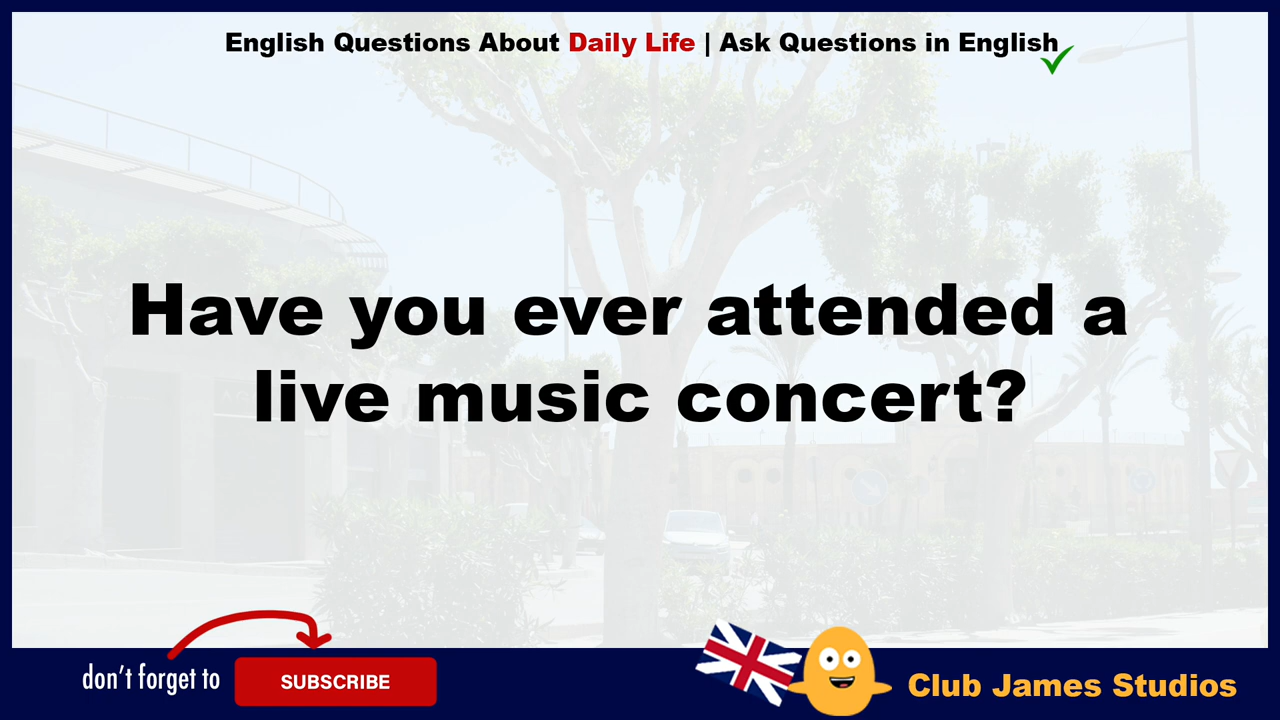 English Questions About Daily Life | Ask Questions in English
Have you ever attended a
live music concert?
don't forget to
SUBSCRIBE
Club James Studios